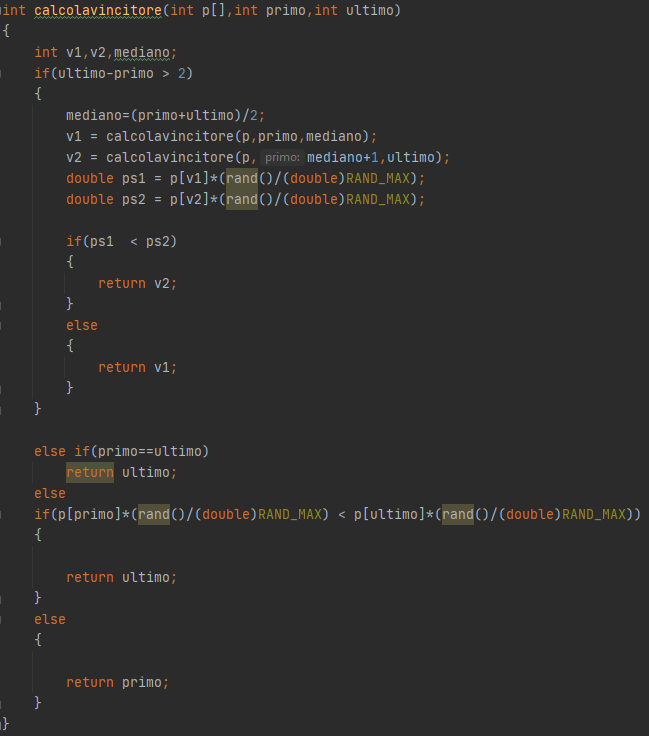 int calcolavincitore(int p[],int primo,int ultimo)
{
    int v1,v2,mediano;
    if(ultimo-primo > 2)
    {
        mediano=(primo+ultimo)/2;
        v1 = calcolavincitore(p,primo,mediano);
        v2 = calcolavincitore(p, primo: mediano+1,ultimo);
        double ps1 = p[v1]*(rand()/(double)RAND_MAX);
        double ps2 = p[v2]*(rand()/(double)RAND_MAX);
        if(ps1  < ps2)
        {
            return v2;
        }
        else
        {
            return v1;
        }
    }
    else if(primo==ultimo)
        return ultimo;
    else
    if(p[primo]*(rand()/(double)RAND_MAX) < p[ultimo]*(rand()/(double)RAND_MAX))
    {
        return ultimo;
    }
    else
    {
        return primo;
    }
}